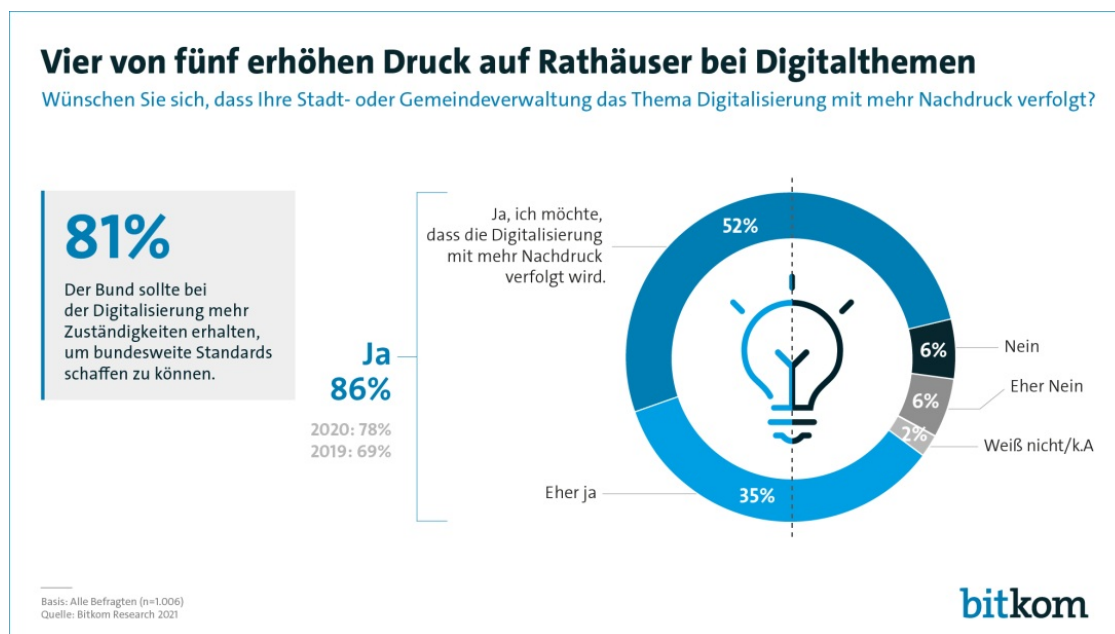 Vier von fünf erhöhen Druck auf Rathäuser bei Digitalthemen
Wünschen Sie sich, dass Ihre Stadt- oder Gemeindeverwaltung das Thema Digitalisierung mit mehr Nachdruck verfolgt?
81%
Der Bund sollte bei
der Digitalisierung mehr
Zuständigkeiten erhalten,
um bundesweite Standards
schaffen zu können.
Ja
86%
2020: 78%
2019: 69%
Ja, ich möchte,
dass die Digitalisierung
mit mehr Nachdruck
verfolgt wird.
52%
6%
Nein
6%
Eher Nein
2%
Weiß nicht/k.A
Eher ja
35%
Basis: Alle Befragten (n=1.006)
Quelle: Bitkom Research 2021
bitkom